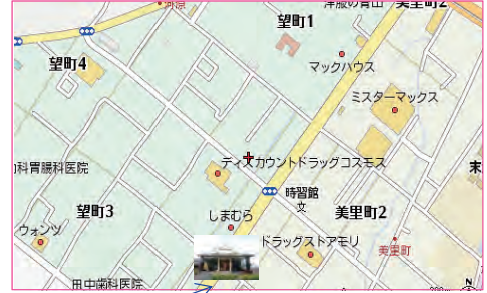 洋服の青山
美里町2
河原
望町1
望町4
マックハウス
ミスターマックス
科胃腸科医院
ディスカウントドラッグコスモス
末
時習館
文
望町3
しまむら
美里町2
ウォンツ
ドラッグストアモリ
美里町
田中歯科医院
N